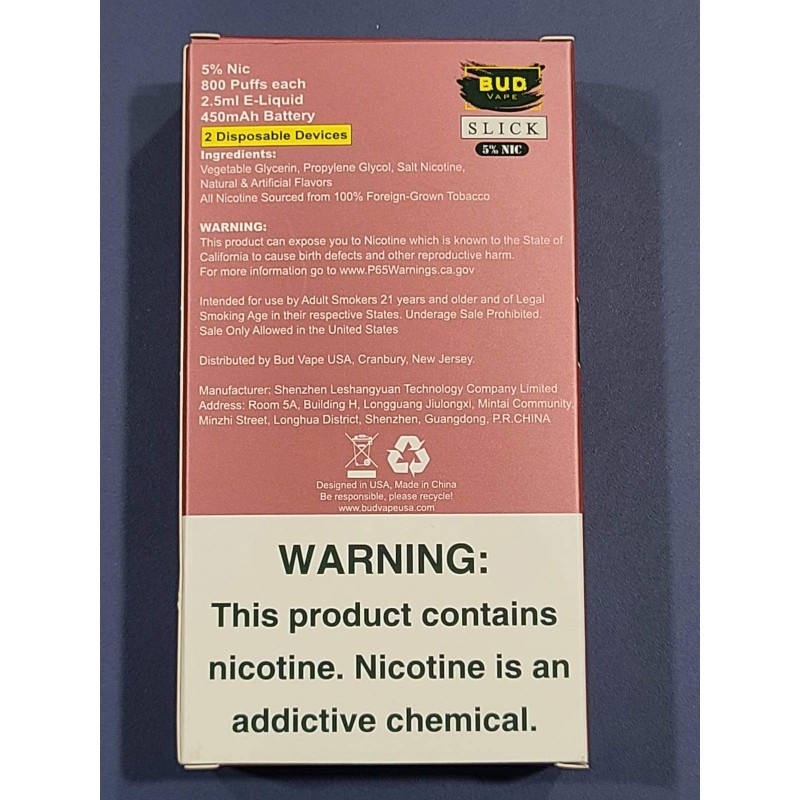 5% Nic
800 Puffs each
2.5ml E-Liquid
450mAh Battery
2 Disposable Devices
BUD
VAPE
SLICK
5% NIC
Ingredients:
Vegetable Glycerin, Propylene Glycol, Salt Nicotine,
Natural & Artificial Flavors
All Nicotine Sourced from 100% Foreign-Grown Tobacco
WARNING:
This product can expose you to Nicotine which is known to the State of
California to cause birth defects and other reproductive harm.
For more information go to www.P65Warnings.ca.gov
Intended for use by Adult Smokers 21 years and older and of Legal
Smoking Age in their respective States. Underage Sale Prohibited.
Sale Only Allowed in the United States
Distributed by Bud Vape USA, Cranbury, New Jersey.
Manufacturer: Shenzhen Leshangyuan Technology Company Limited
Address: Room 5A, Building H, Longguang Jiulongxi, Mintai Community,
Minzhi Street, Longhua District, Shenzhen, Guangdong, P.R.CHINA
Designed in USA, Made in China
Be responsible, please recycle!
www.budvapeusa.com
WARNING:
This product contains
nicotine. Nicotine is an
addictive chemical.